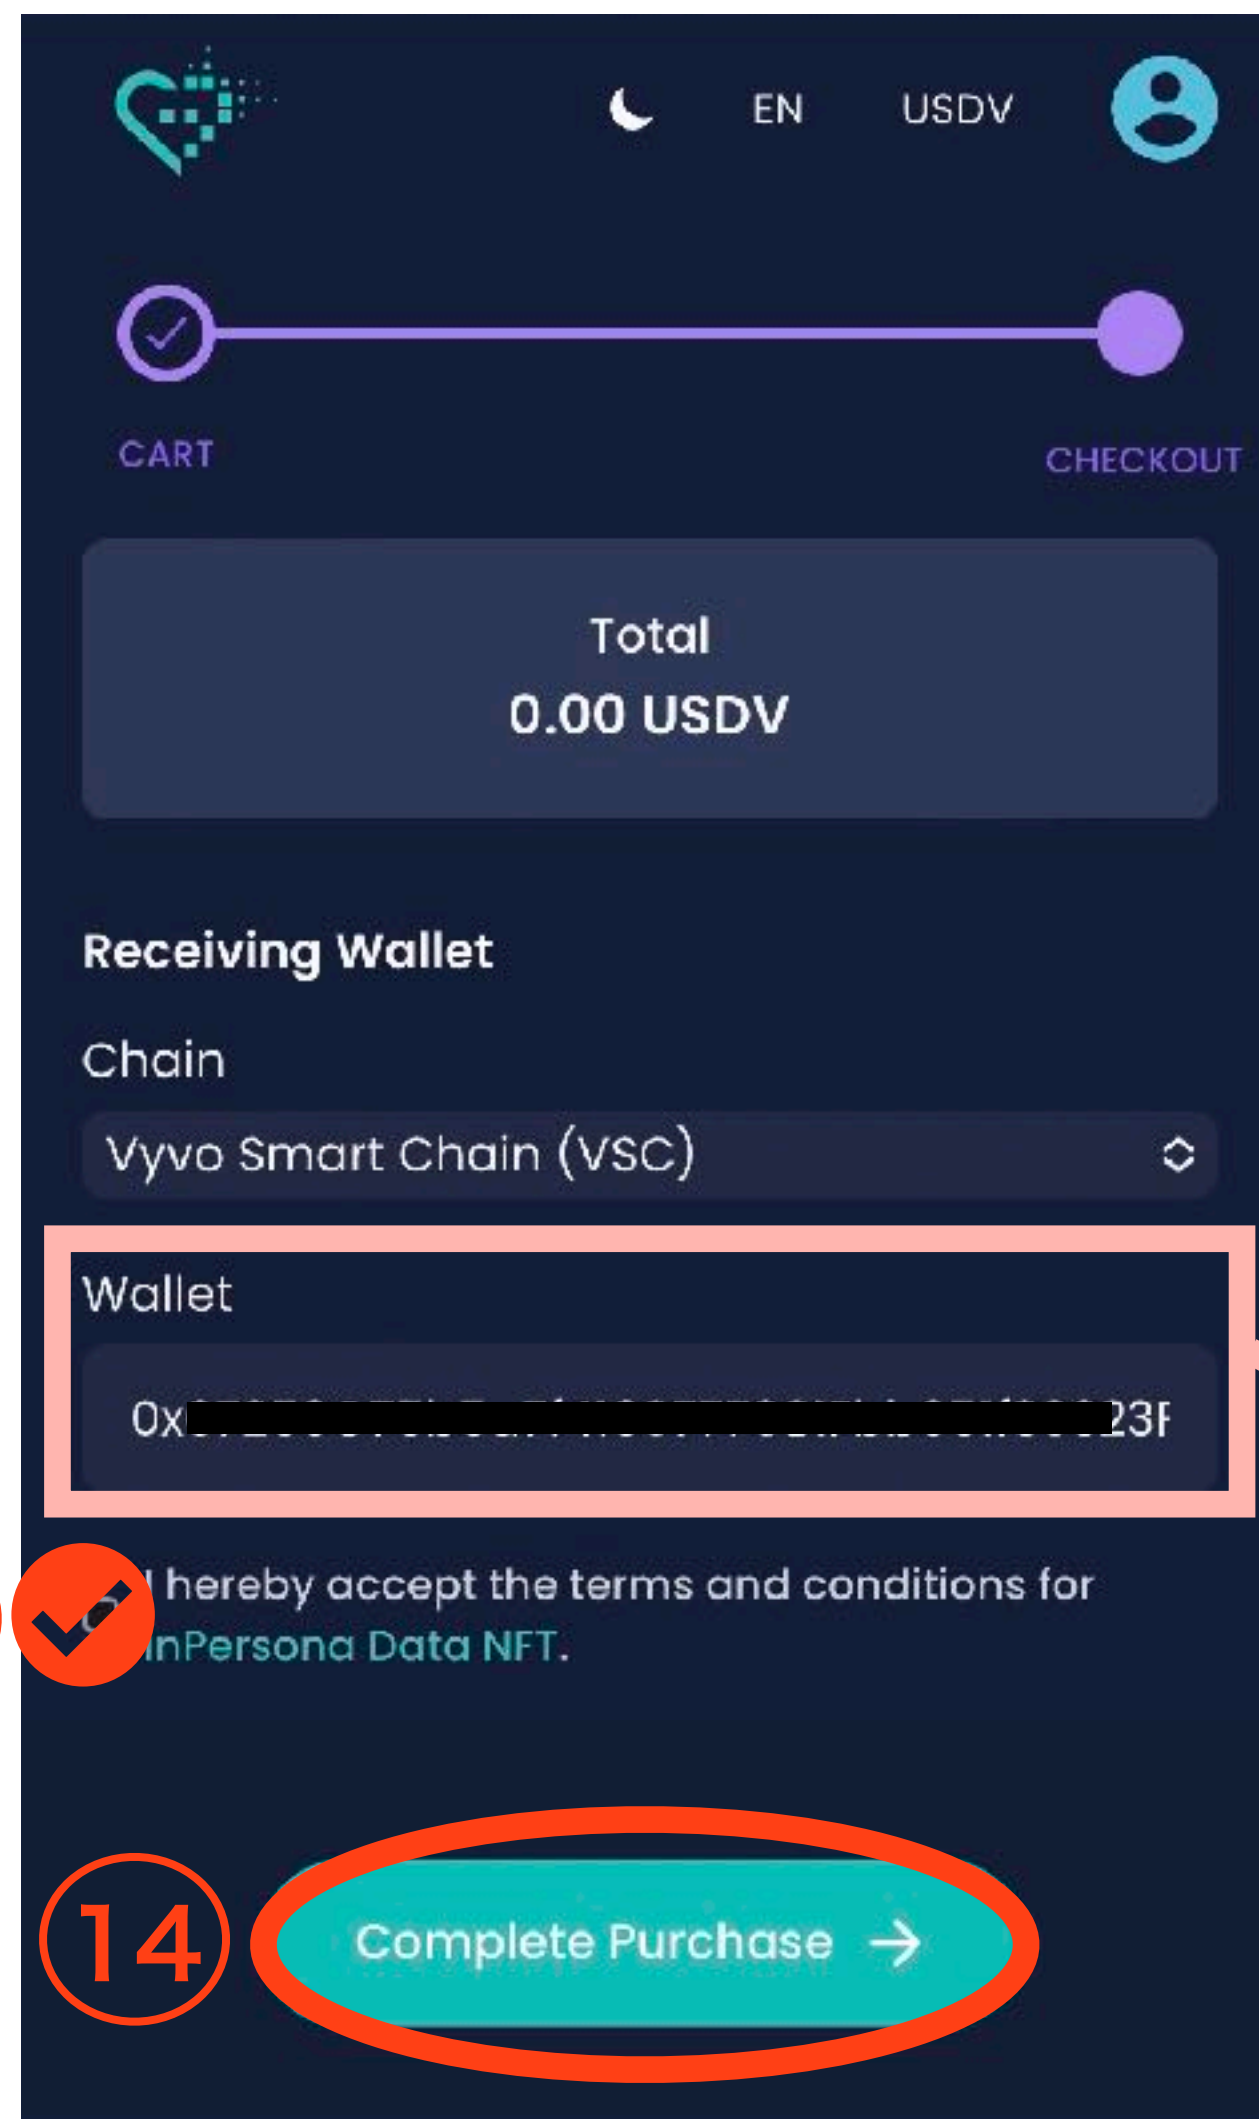 EN USDV
CART
CHECKOUT
Total
0.00 USDV
Receiving Wallet
Chain
Vyvo Smart Chain (VSC)
Wallet
0x
I hereby accept the terms and conditions for
InPersona Data NFT.
14
Complete Purchase →